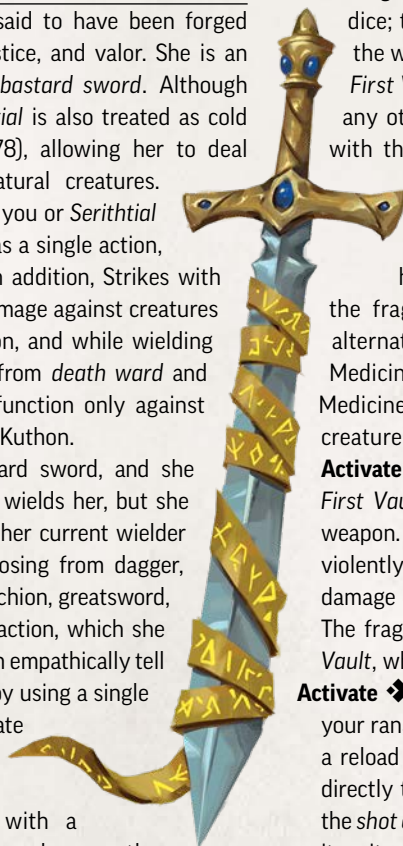 said to have been forged
stice, and valor. She is an
bastard sword. Although
tial is also treated as cold
78), allowing her to deal
atural creatures.
you or Serithtial
as a single action,
n addition, Strikes with
mage against creatures
on, and while wielding
from death ward and
function only against
Kuthon.
ard sword, and she
wields her, but she
her current wielder
osing from dagger,
chion, greatsword,
action, which she
n empathically tell
by using a single
ate
with a
dice; t
the w
First V
any ot
with th
h
the frag
alternat
Medicin
Medicine
creature
Activate
First Vau
weapon.
violently
damage
The frag
Vault, wh
Activate
your ran
a reload
directly t
the shot